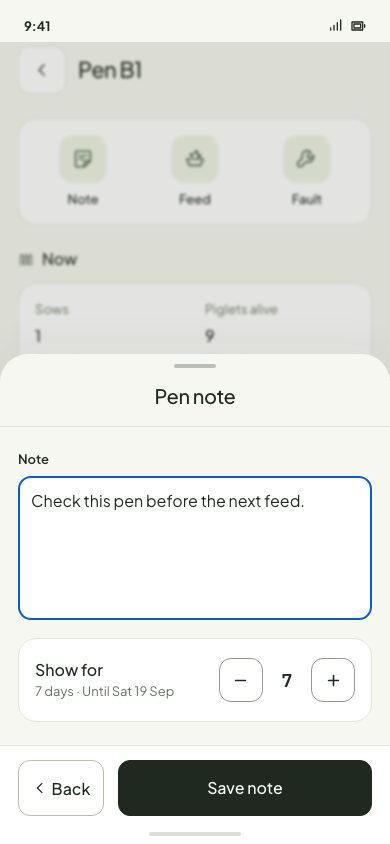 9:41
Pen B1
Note
Feed
Fault
Now
Sows
Piglets alive
1
9
Pen note
Note
Check this pen before the next feed.
Show for
7 days · Until Sat 19 Sep
7
Back
Save note